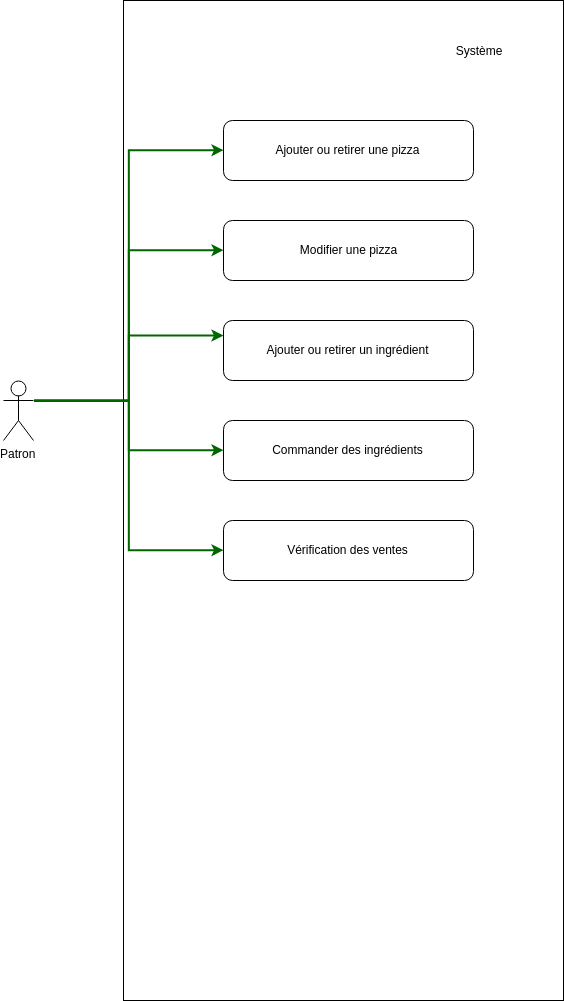 Système
Ajouter ou retirer une pizza
Modifier une pizza
Ajouter ou retirer un ingrédient
Commander des ingrédients
Vérification des ventes
Patron